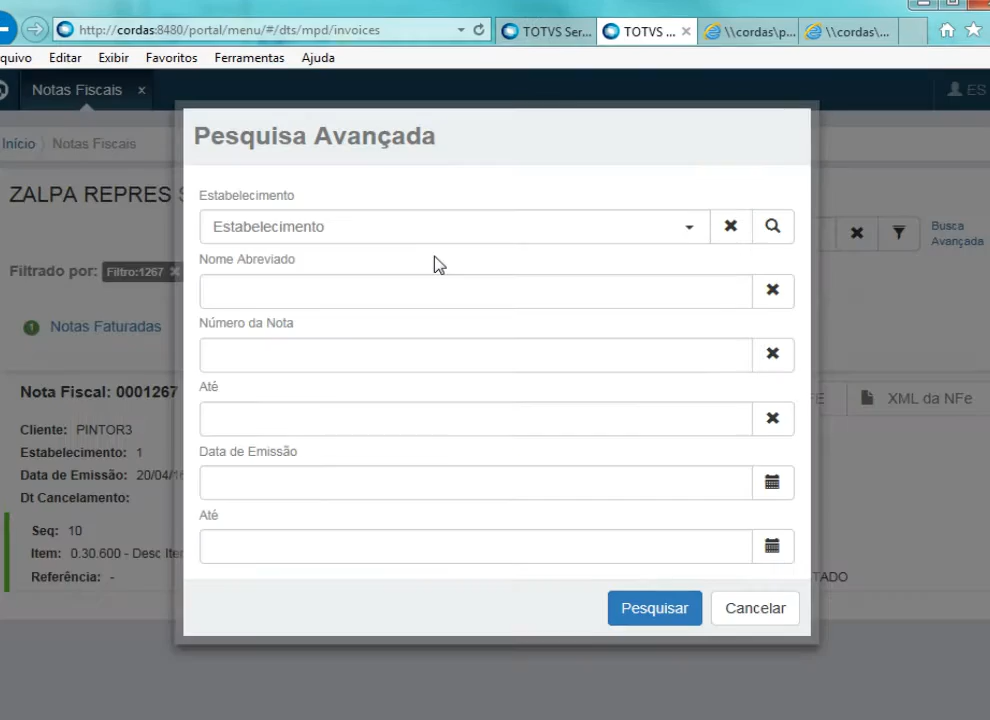 http://cordas:8480/portal/menu/#/dts/mpd/invoices
TOTVS Ser...
TOTVS ...
\\cordas\p...
\\cordas\...
quivo Editar Exibir Favoritos Ferramentas Ajuda
Notas Fiscais
ES
Início Notas Fiscais
Pesquisa Avançada
ZALPA REPRES S
Busca
Avançada
Filtrado por: Filtro:1267
1 Notas Faturadas
Nota Fiscal: 0001267
FE
XML da NFe
Cliente: PINTOR3
Estabelecimento: 1
Data de Emissão: 20/04/16
Dt Cancelamento:
Seq: 10
Item: 0.30.600 - Desc Iter
Referência: -
TADO
Estabelecimento
Estabelecimento
Nome Abreviado
Número da Nota
Até
Data de Emissão
Até
Pesquisar
Cancelar